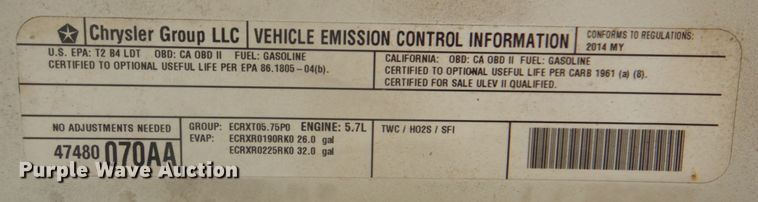 Chrysler Group LLC
VEHICLE EMISSION CONTROL INFORMATION
CONFORMS TO REGULATIONS:
2014 MY
U.S. EPA: T2 B4 LDT OBD: CA OBD II FUEL: GASOLINE
CERTIFIED TO OPTIONAL USEFUL LIFE PER EPA 86.1805-04(b).
CALIFORNIA: OBD: CA OBD II FUEL: GASOLINE
CERTIFIED TO OPTIONAL USEFUL LIFE PER CARB 1961 (a) (8).
CERTIFIED FOR SALE ULEV II QUALIFIED.
NO ADJUSTMENTS NEEDED
47480 070AA
GROUP: ECRXT05.75P0 ENGINE: 5.7L
EVAP: ECRXR0190RK0 26.0 gal
ECRXR0225RK0 32.0 gal
TWC / HO2S / SFI
Purple Wave Auction